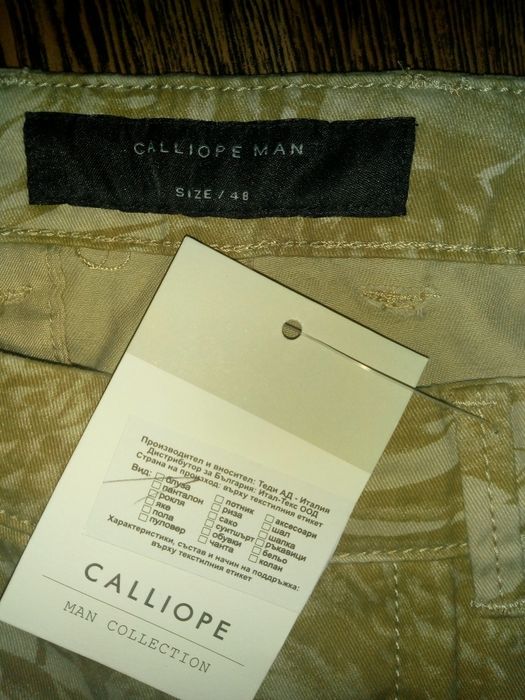 CALLIOPE MAN
SIZE / 48
Производител и вносител: Теди АД - Италия
Дистрибутор за България: Итал-Текс ООД
Страна на произход: върху текстилния етикет
Вид: блуза потник аксесоари
панталон риза шал
рокля сако шапка
яке суитшърт ръкавици
пола обувки бельо
пуловер чанта колан
Характеристики, състав и начин на поддръжка:
върху текстилния етикет
CALLIOPE
MAN COLLECTION